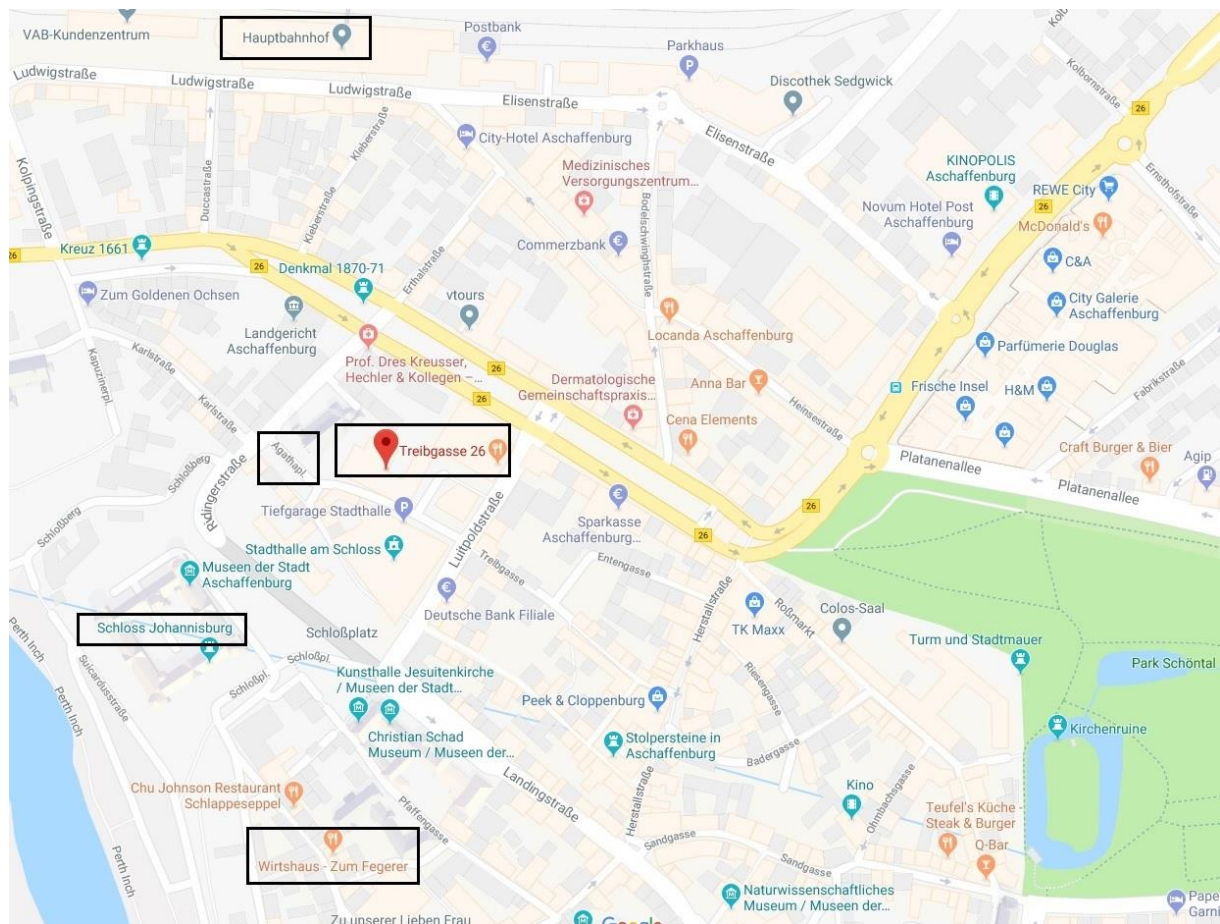 VAB-Kundenzentrum
Hauptbahnhof
Postbank
Parkhaus
Ludwigstraße
Ludwigstraße
Ludwigstraße
Elisenstraße
Discothek Sedgwick
Kolbornstraße
26
Elisenstraße
City-Hotel Aschaffenburg
Kleberstraße
Medizinisches
Versorgungszentrum...
KINOPOLIS
Aschaffenburg
Ernsthofstraße
REWE City
Kolpingstraße
Duccastraße
Kleberstraße
Bodelschwinghstraße
Novum Hotel Post
Aschaffenburg
26
McDonald's
Kreuz 1661
26
Commerzbank
C&A
26
Denkmal 1870-71
Erthalstraße
Zum Goldenen Ochsen
vtours
City Galerie
Aschaffenburg
Landgericht
Aschaffenburg
Locanda Aschaffenburg
Parfümerie Douglas
Karlstraße
Kapuzinerpl.
Prof. Dres Kreusser,
Hechler & Kollegen –...
26
Dermatologische
Gemeinschaftspraxis...
Anna Bar
Heinsestraße
Frische Insel
H&M
Fabrikstraße
26
Karlstraße
Cena Elements
Craft Burger & Bier
Agathapl.
Treibgasse 26
Platanenallee
Agip
Schloßberg
Ridingerstraße
Platanenallee
Schloßberg
Tiefgarage Stadthalle
Luitpoldstraße
Sparkasse
Aschaffenburg...
26
26
Stadthalle am Schloss
Museen der Stadt
Aschaffenburg
Treibgasse
Entengasse
Herstallstraße
Deutsche Bank Filiale
TK Maxx
Roßmarkt
Colos-Saal
Schloss Johannisburg
Schloßplatz
Perth Inch
Turm und Stadtmauer
Suicardusstraße
Schloßpl.
Schloßpl.
Park Schöntal
Kunsthalle Jesuitenkirche
/ Museen der Stadt...
Riesengasse
Perth Inch
Peek & Cloppenburg
Christian Schad
Museum / Museen der...
Stolpersteine in
Aschaffenburg
Badergasse
Kirchenruine
Chu Johnson Restaurant
Schlappeseppel
Landingstraße
Kino
Pfaffengasse
Herstallstraße
Ohmbachsgasse
Teufel's Küche -
Steak & Burger
Perth Inch
Wirtshaus - Zum Fegerer
Sandgasse
Sandgasse
Q-Bar
Naturwissenschaftliches
Museum / Museen der...
Zu unserer Lieben Frau
Google